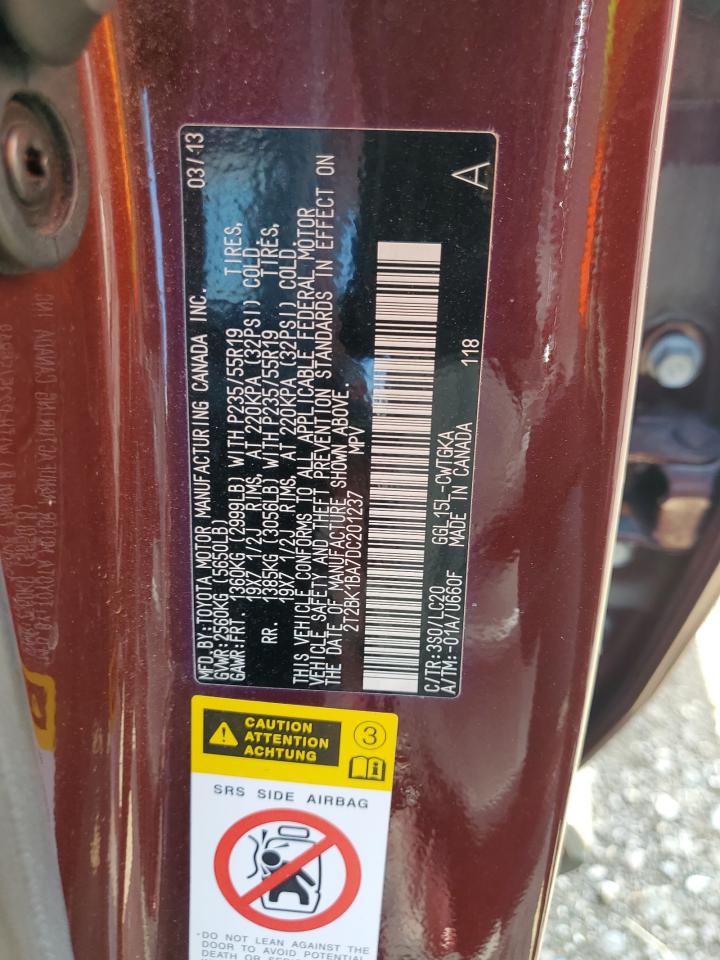 MFD.BY:TOYOTA MOTOR MANUFACTURING CANADA INC. 03/13
GVWR:2560KG(5650LB)
GAWR:FRT. 1360KG(2999LB) WITH P235/55R19 TIRES,
19X7 1/2J RIMS, AT 220KPA(32PSI) COLD.
RR. 1385KG(3056LB) WITH P235/55R19 TIRES,
19X7 1/2J RIMS, AT 220KPA(32PSI) COLD.
THIS VEHICLE CONFORMS TO ALL APPLICABLE FEDERAL MOTOR
VEHICLE SAFETY AND THEFT PREVENTION STANDARDS IN EFFECT ON
THE DATE OF MANUFACTURE SHOWN ABOVE.
2T2BK1BA7DC201237 MPV
C/TR:3S0/LC20 GGL15L-CWTGKA 118
A/TM:-01A/U660F MADE IN CANADA A
CAUTION
ATTENTION
ACHTUNG
3
SRS SIDE AIRBAG
·DO NOT LEAN AGAINST THE
DOOR TO AVOID POTENTIAL
DEATH OR